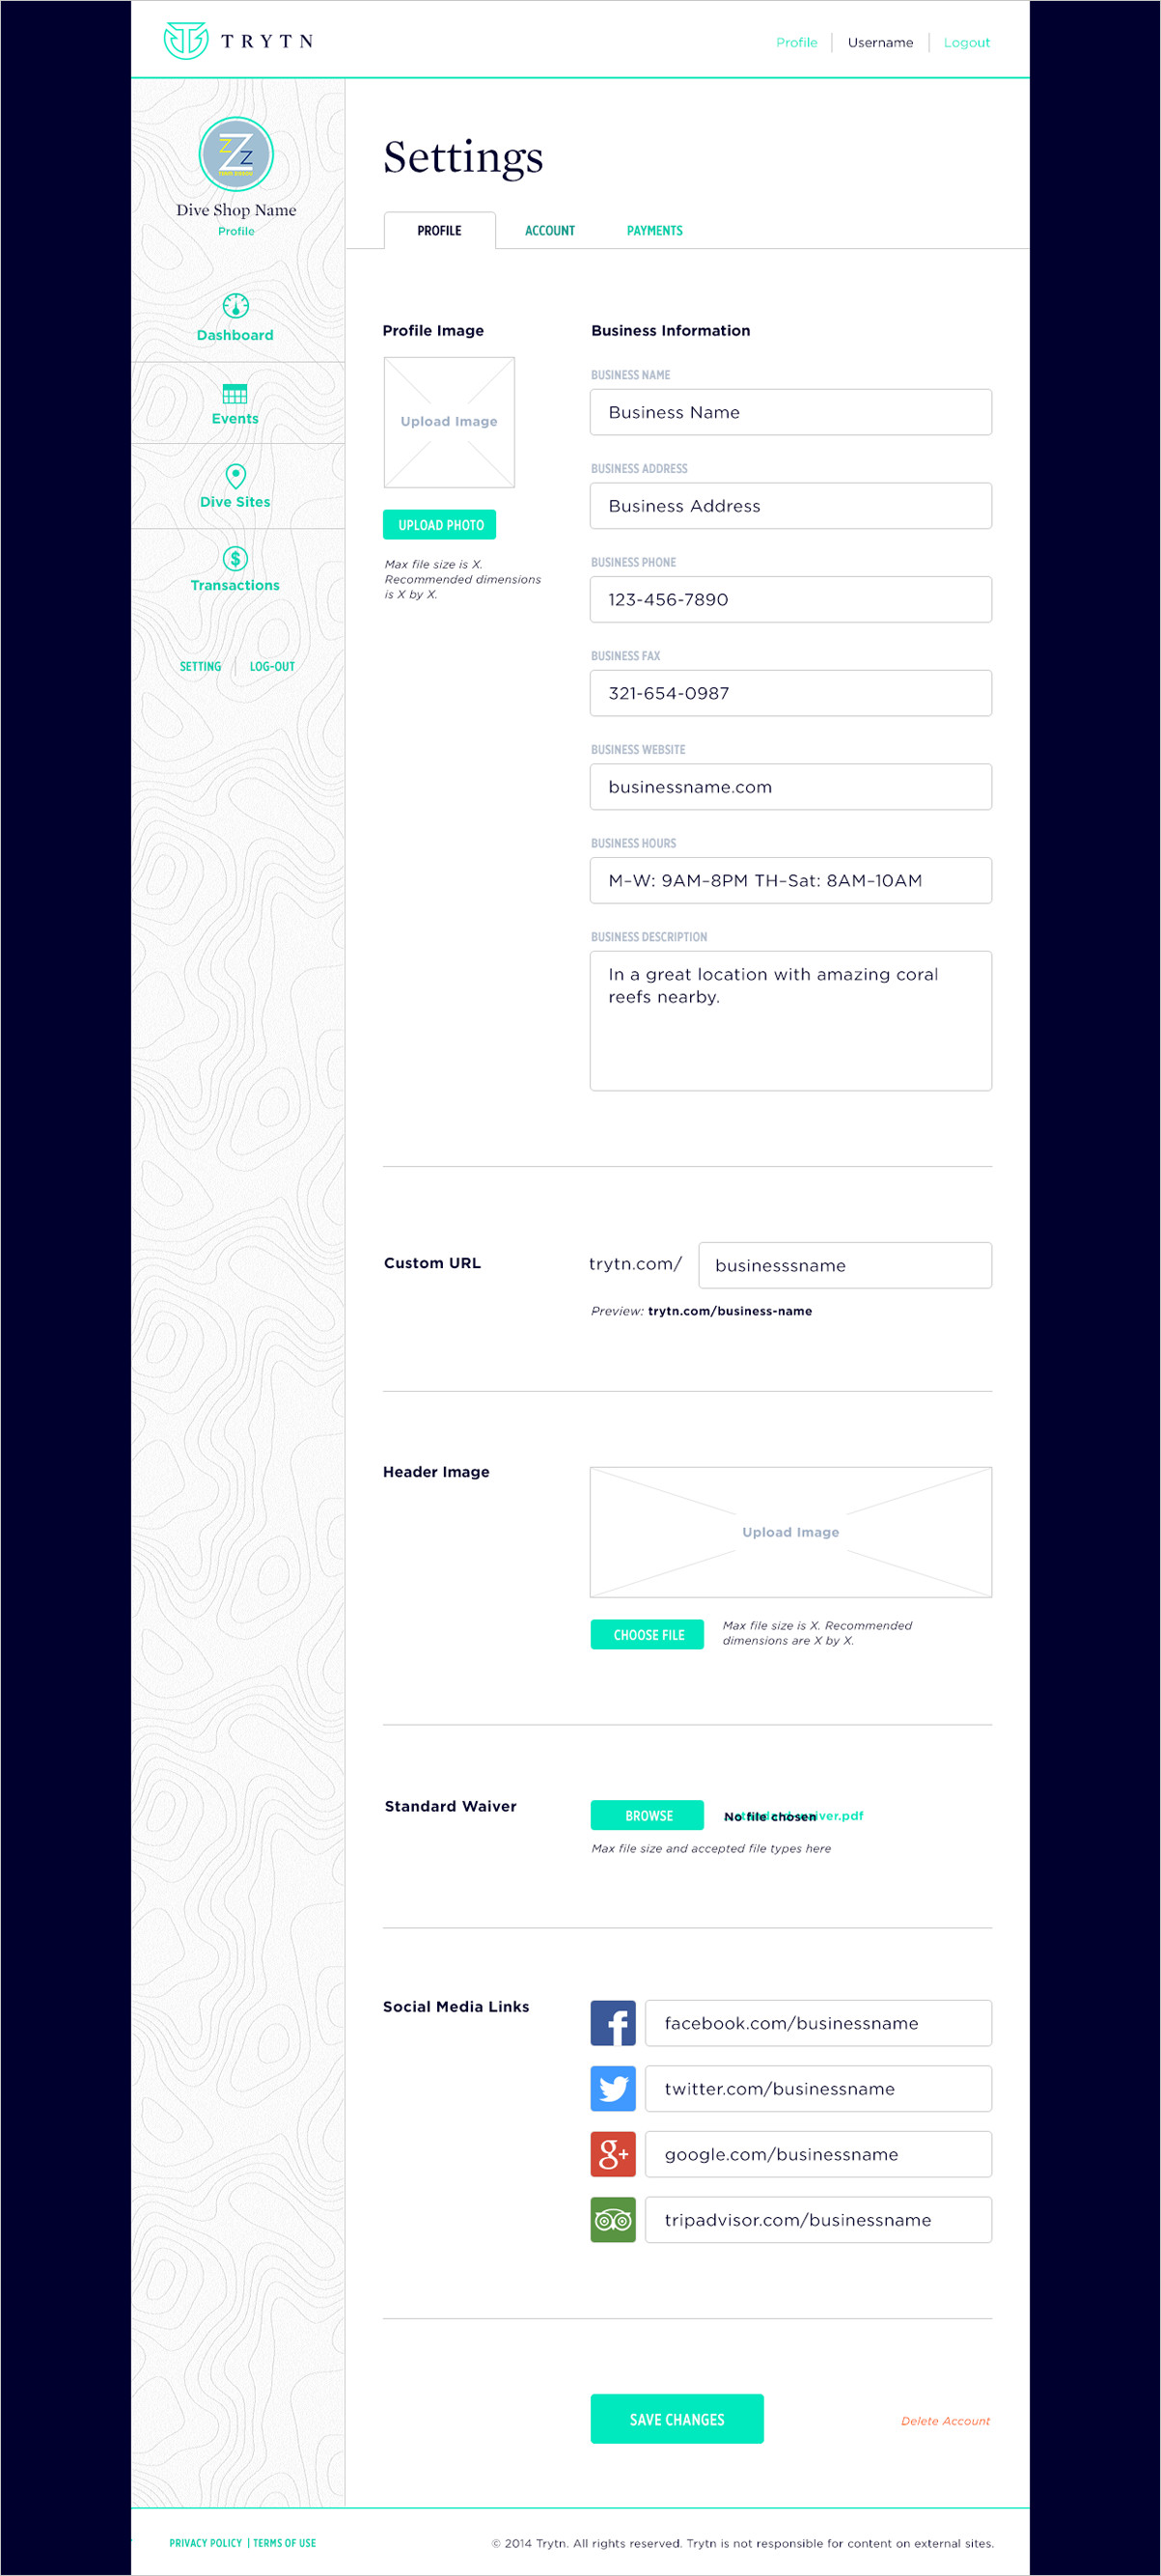 TRYTN
Profile
Username
Logout
ZZZ
TEAM ZISSOU
Dive Shop Name
Profile
Dashboard
Events
Dive Sites
Transactions
SETTING
LOG-OUT
Settings
PROFILE
ACCOUNT
PAYMENTS
Profile Image
Upload Image
UPLOAD PHOTO
Max file size is X.
Recommended dimensions
is X by X.
Business Information
BUSINESS NAME
Business Name
BUSINESS ADDRESS
Business Address
BUSINESS PHONE
123-456-7890
BUSINESS FAX
321-654-0987
BUSINESS WEBSITE
businessname.com
BUSINESS HOURS
M–W: 9AM–8PM TH–Sat: 8AM–10AM
BUSINESS DESCRIPTION
In a great location with amazing coral
reefs nearby.
Custom URL
trytn.com/
businesssname
Preview: trytn.com/business-name
Header Image
Upload Image
CHOOSE FILE
Max file size is X. Recommended
dimensions are X by X.
Standard Waiver
BROWSE
No file chosen
Max file size and accepted file types here
Social Media Links
f
facebook.com/businessname
twitter.com/businessname
g+
google.com/businessname
tripadvisor.com/businessname
SAVE CHANGES
Delete Account
PRIVACY POLICY | TERMS OF USE
© 2014 Trytn. All rights reserved. Trytn is not responsible for content on external sites.